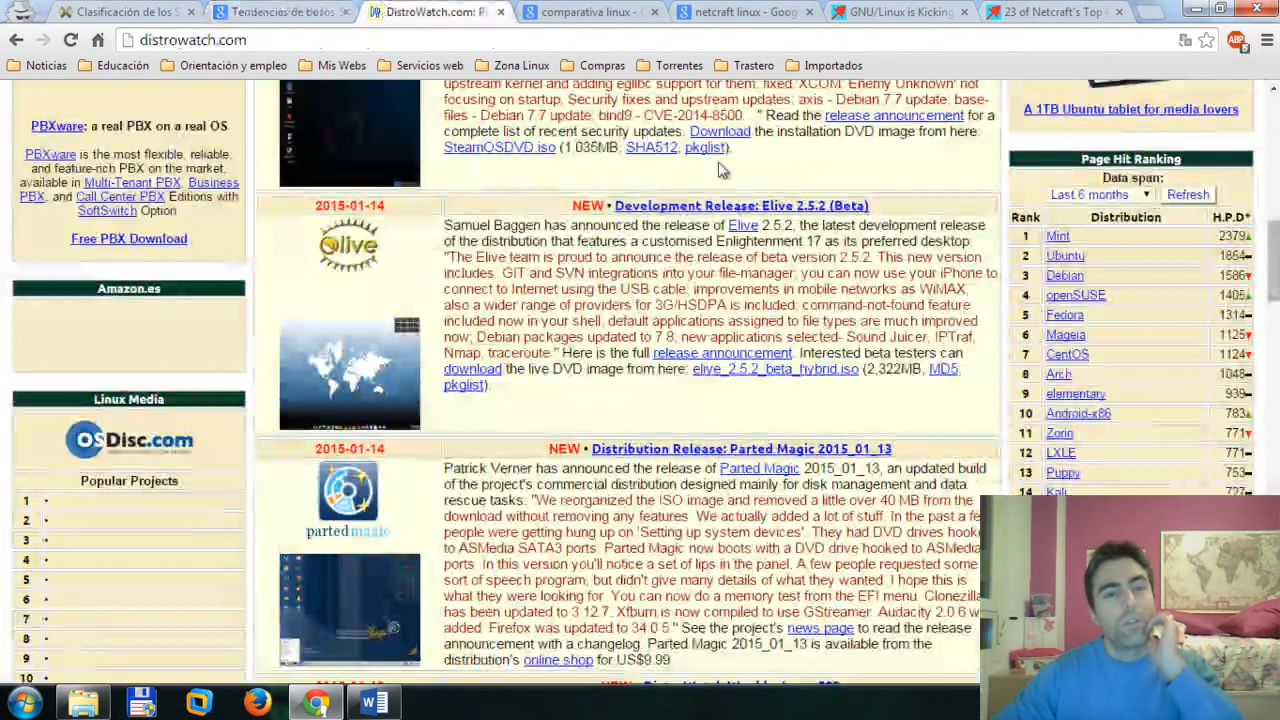 Clasificación de los S
Tendencias de los S
DistroWatch.com: P
comparativa linux - Goo
netcraft linux - Googl
GNU/Linux is Kicking
23 of Netcraft's Top
distrowatch.com
ABP
Noticias
Educación
Orientación y empleo
Mis Webs
Servicios web
Zona Linux
Compras
Torrentes
Trastero
Importados
PBXware: a real PBX on a real OS
PBXware is the most flexible, reliable,
and feature-rich PBX on the market,
available in Multi-Tenant PBX, Business
PBX, and Call Center PBX Editions with
SoftSwitch Option
Free PBX Download
Amazon.es
Linux Media
OSDisc.com
Popular Projects
1 •
2 •
3 •
4 •
5 •
6 •
7 •
8 •
9 •
10 •
upstream kernel and adding eglibc support for them; fixed 'XCOM: Enemy Unknown' not
focusing on startup. Security fixes and upstream updates: axis - Debian 7.7 update; base-
files - Debian 7.7 update; bind9 - CVE-2014-8500..." Read the release announcement for a
complete list of recent security updates. Download the installation DVD image from here:
SteamOSDVD.iso (1,035MB, SHA512, pkglist).
2015-01-14
NEW • Development Release: Elive 2.5.2 (Beta)
elive
Samuel Baggen has announced the release of Elive 2.5.2, the latest development release
of the distribution that features a customised Enlightenment 17 as its preferred desktop:
"The Elive team is proud to announce the release of beta version 2.5.2. This new version
includes: GIT and SVN integrations into your file-manager; you can now use your iPhone
to connect to Internet using the USB cable; improvements in mobile networks as WiMAX,
also a wider range of providers for 3G/HSDPA is included; command-not-found feature
included now in your shell; default applications assigned to file types are much improved
now; Debian packages updated to 7.8; new applications selected- Sound Juicer, IPTraf,
Nmap, traceroute." Here is the full release announcement. Interested beta testers can
download the live DVD image from here: elive_2.5.2_beta_hybrid.iso (2,322MB, MD5,
pkglist).
2015-01-14
NEW • Distribution Release: Parted Magic 2015_01_13
parted magic
Patrick Verner has announced the release of Parted Magic 2015_01_13, an updated build
of the project's commercial distribution designed mainly for disk management and data
rescue tasks: "We reorganized the ISO image and removed a little over 40 MB from the
download without removing any features. We actually added a lot of stuff. In the past a few
people were getting hung up on 'Setting up system devices'. They had DVD drives hooked
to ASMedia SATA3 ports. Parted Magic now boots with a DVD drive hooked to ASMedia
ports. In this version you'll notice a set of lips in the panel. A few people requested some
sort of speech program, but didn't give many details of what they wanted. I hope this is
what they were looking for. You can now do a memory test from the EFI menu. Clonezilla
has been updated to 3.12.7. Xfburn is now compiled to use GStreamer. Audacity 2.0.6 w
added. Firefox was updated to 34.0.5." See the project's news page to read the release
announcement with a changelog. Parted Magic 2015_01_13 is available from the
distribution's online shop for US$9.99
A 1TB Ubuntu tablet for media lovers
Page Hit Ranking
Data span:
Last 6 months
Refresh
Rank Distribution H.P.D*
1 Mint 2379
2 Ubuntu 1854
3 Debian 1586
4 openSUSE 1405
5 Fedora 1314
6 Mageia 1125
7 CentOS 1124
8 Arch 1048
9 elementary 939
10 Android-x86 783
11 Zorin 771
12 LXLE 771
13 Puppy 753
14 Kali 727